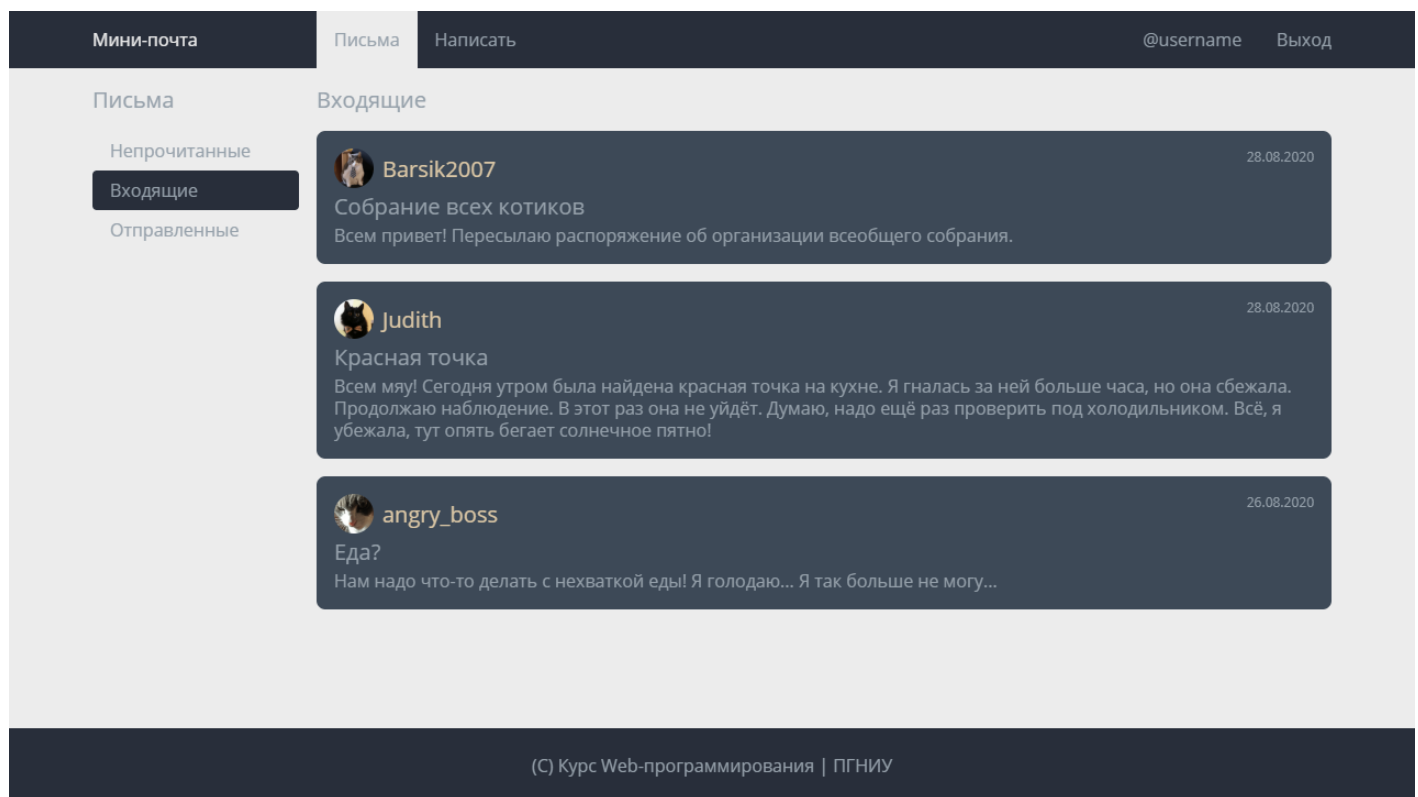 Мини-почта
Письма
Написать
@username
Выход
Письма
Непрочитанные
Входящие
Отправленные
Входящие
Barsik2007
28.08.2020
Собрание всех котиков
Всем привет! Пересылаю распоряжение об организации всеобщего собрания.
Judith
28.08.2020
Красная точка
Всем мяу! Сегодня утром была найдена красная точка на кухне. Я гналась за ней больше часа, но она сбежала.
Продолжаю наблюдение. В этот раз она не уйдёт. Думаю, надо ещё раз проверить под холодильником. Всё, я
убежала, тут опять бегает солнечное пятно!
angry_boss
26.08.2020
Еда?
Нам надо что-то делать с нехваткой еды! Я голодаю... Я так больше не могу...
(C) Курс Web-программирования | ПГНИУ